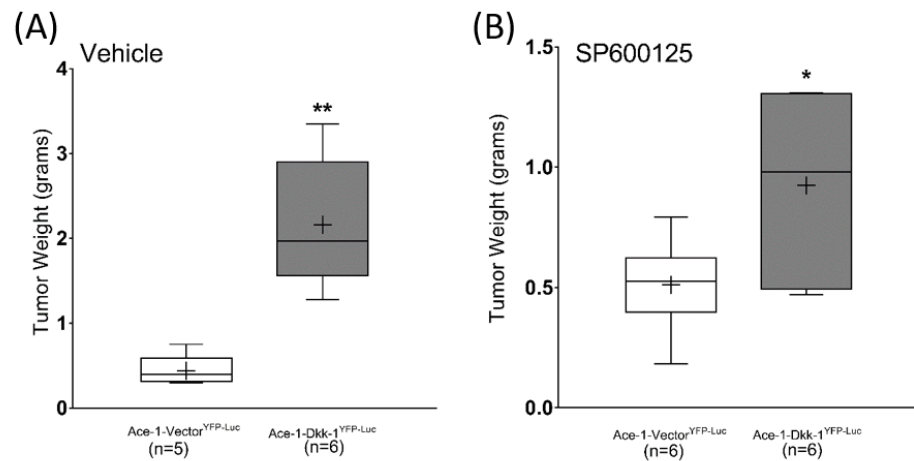 (A)
Vehicle
Tumor Weight (grams)
4
3
2
1
0
**
Ace-1-Vector^YFP-Luc
(n=5)
Ace-1-Dkk-1^YFP-Luc
(n=6)
(B)
SP600125
Tumor Weight (grams)
1.5
1.0
0.5
0.0
*
Ace-1-Vector^YFP-Luc
(n=6)
Ace-1-Dkk-1^YFP-Luc
(n=6)